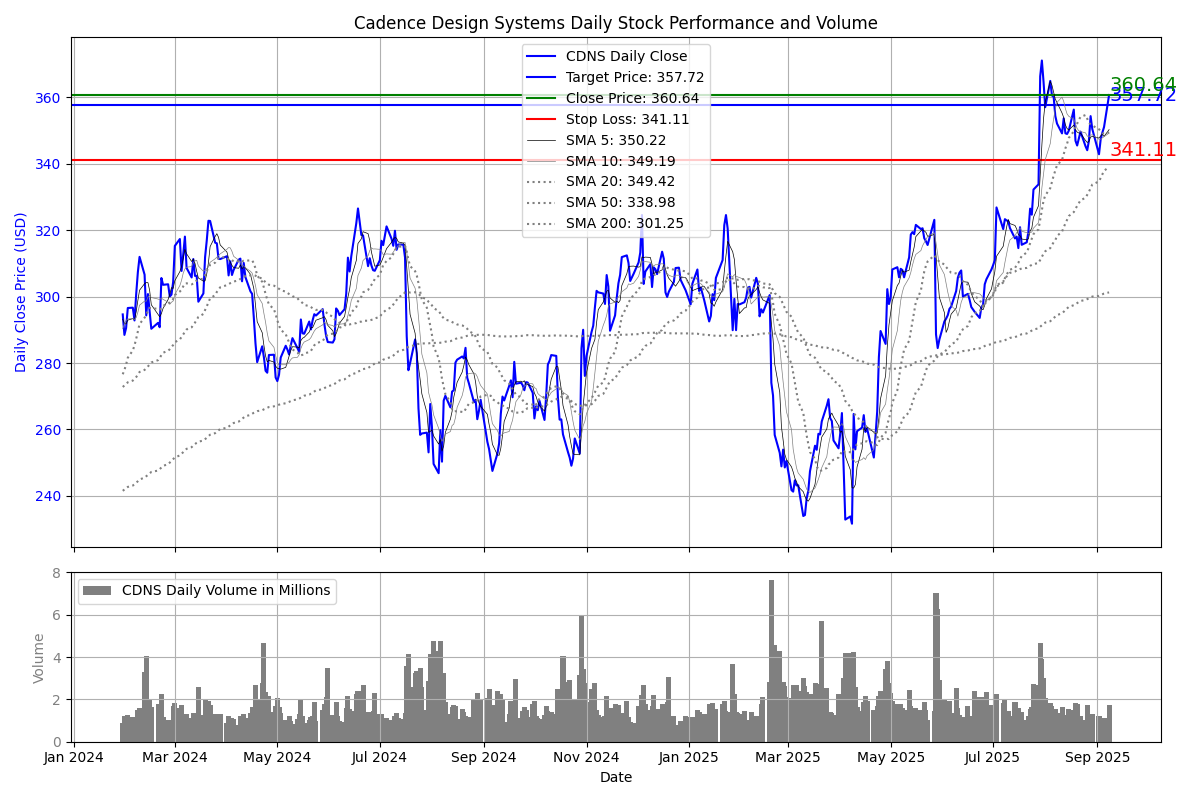 Cadence Design Systems Daily Stock Performance and Volume
Daily Close Price (USD)
360
340
320
300
280
260
240
CDNS Daily Close
Target Price: 357.72
Close Price: 360.64
Stop Loss: 341.11
SMA 5: 350.22
SMA 10: 349.19
SMA 20: 349.42
SMA 50: 338.98
SMA 200: 301.25
360.64
357.72
341.11
Volume
8
6
4
2
0
CDNS Daily Volume in Millions
Jan 2024
Mar 2024
May 2024
Jul 2024
Sep 2024
Nov 2024
Jan 2025
Mar 2025
May 2025
Jul 2025
Sep 2025
Date